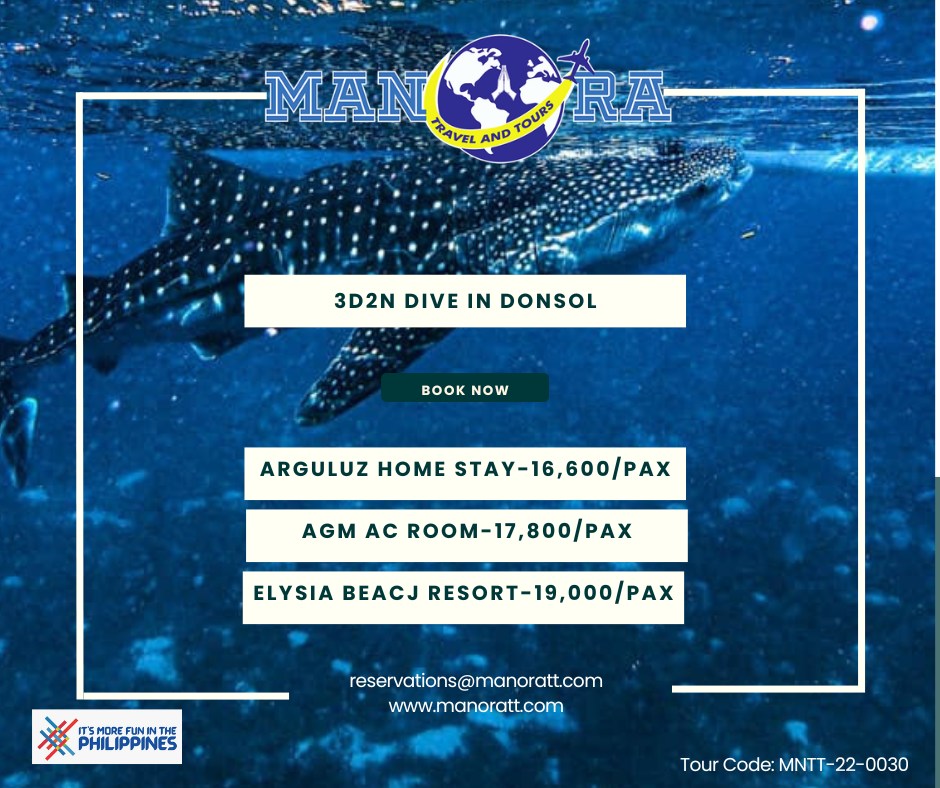 MANORA
TRAVEL AND TOURS
3D2N DIVE IN DONSOL
BOOK NOW
ARGULUZ HOME STAY-16,600/PAX
AGM AC ROOM-17,800/PAX
ELYSIA BEACJ RESORT-19,000/PAX
reservations@manoratt.com
www.manoratt.com
IT'S MORE FUN IN THE
PHILIPPINES
Tour Code: MNTT-22-0030